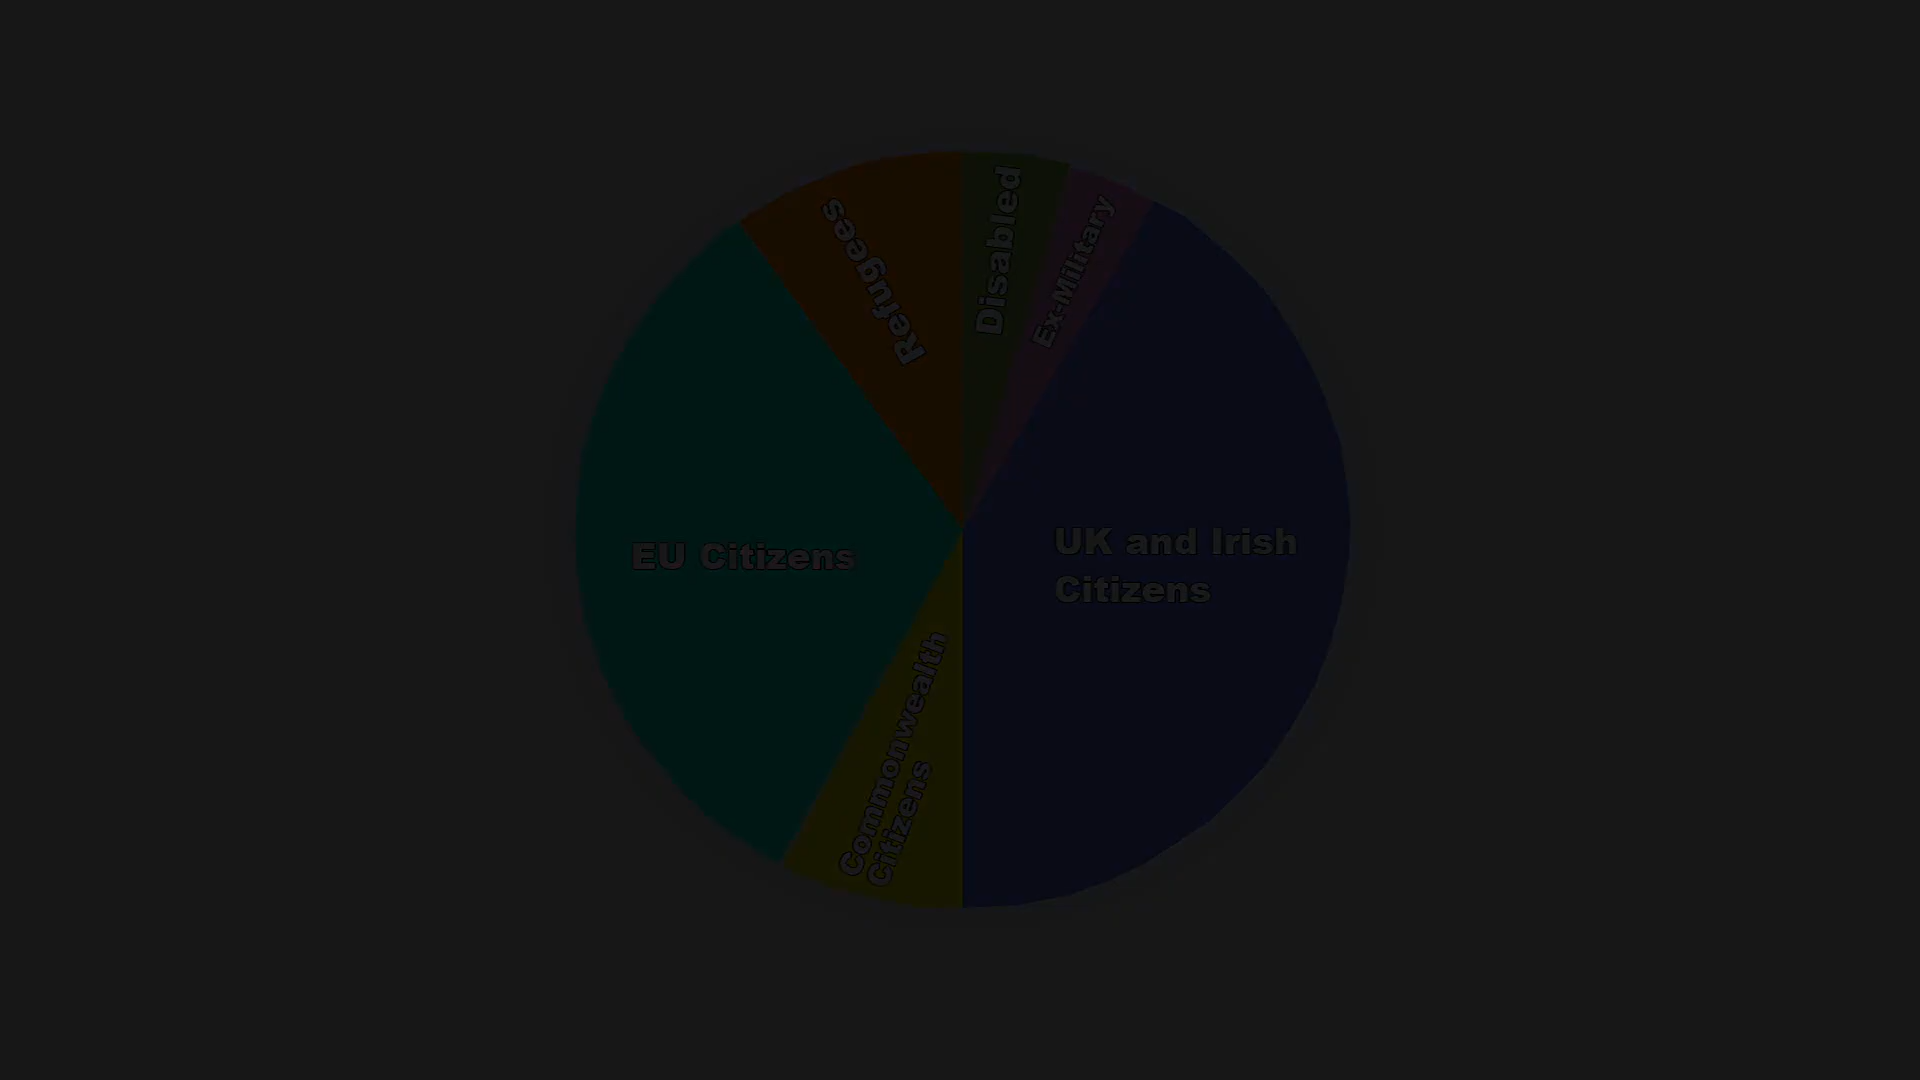 Refugees
Disabled
Ex-Military
EU Citizens
UK and Irish
Citizens
Commonwealth
Citizens